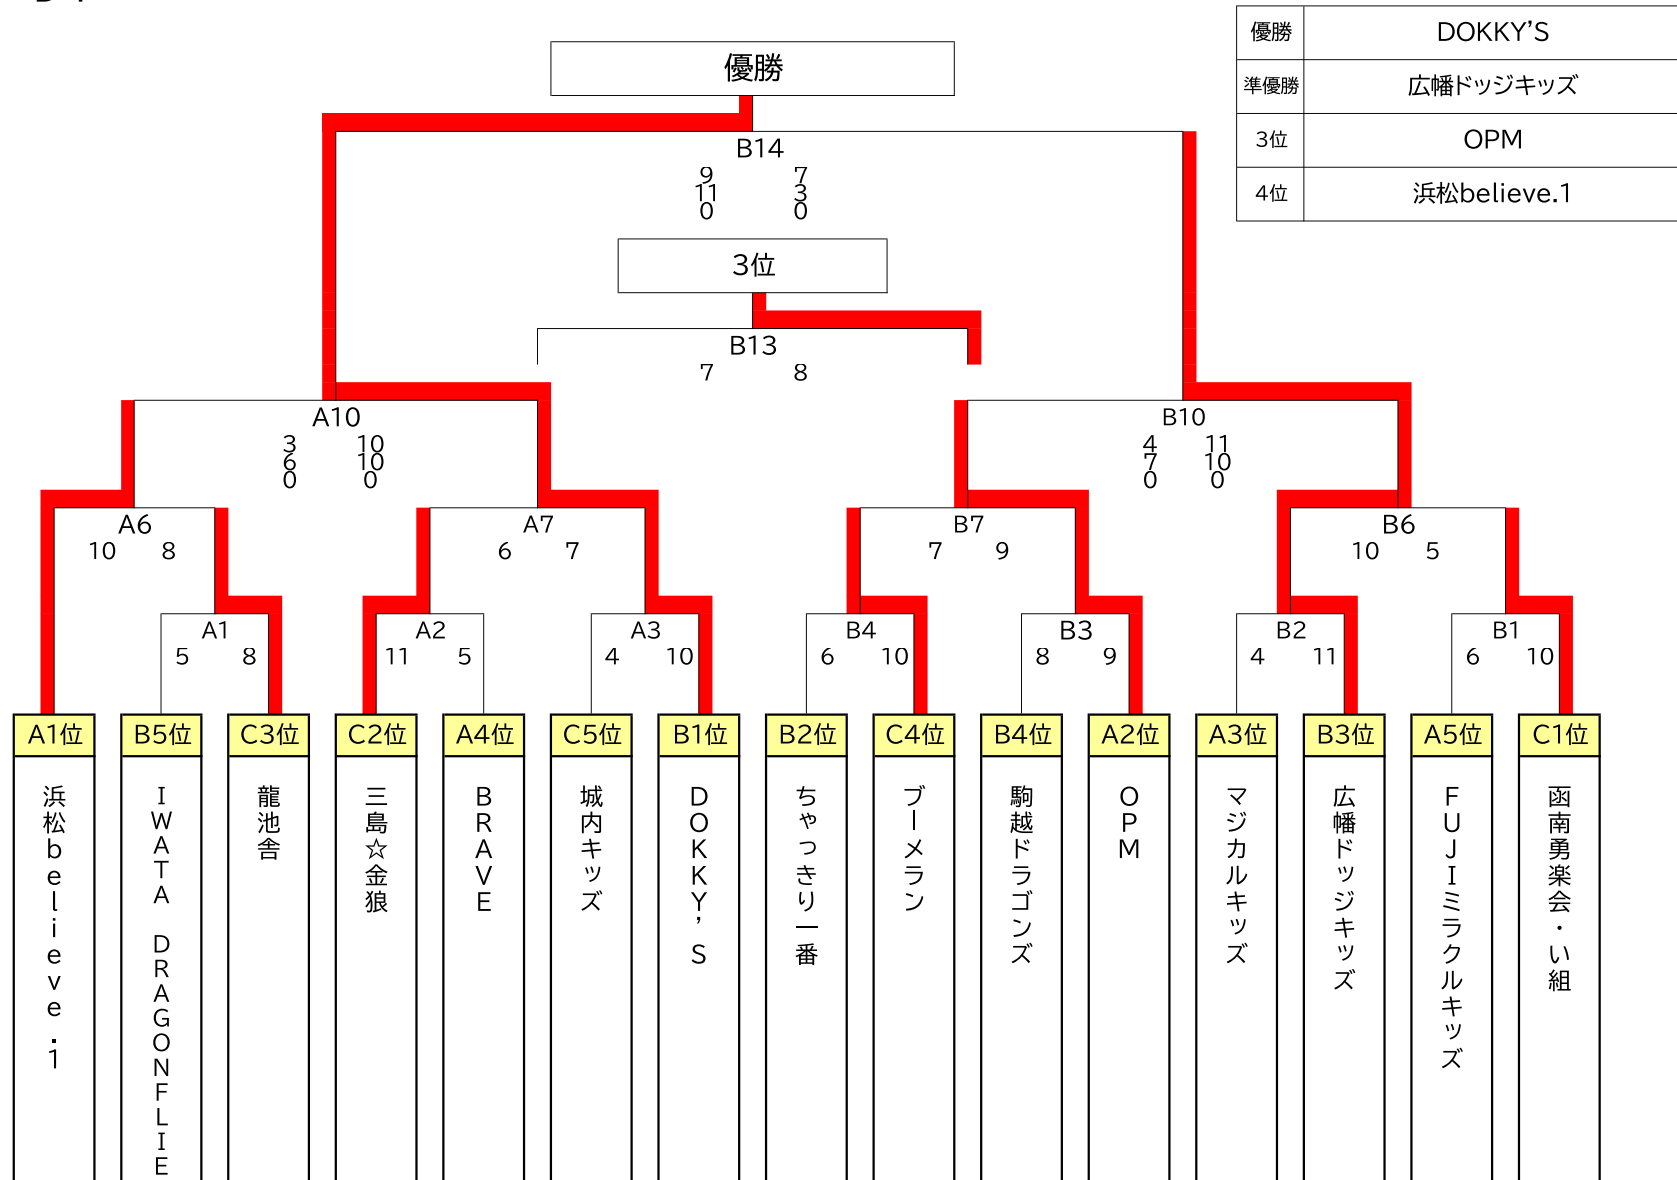 優勝 DOKKY'S
準優勝 広幡ドッジキッズ
3位 OPM
4位 浜松believe.1
優勝
B14
9 7
11 3
0 0
3位
B13
7 8
A10 B10
3 10 4 11
6 10 7 10
0 0 0 0
A6 A7 B7 B6
10 8 6 7 7 9 10 5
A1 A2 A3 B4 B3 B2 B1
5 8 11 5 4 10 6 10 8 9 4 11 6 10
A1位 B5位 C3位 C2位 A4位 C5位 B1位 B2位 C4位 B4位 A2位 A3位 B3位 A5位 C1位
浜松believe.1
IWATA DRAGONFLIE
龍池舎
三島☆金狼
BRAVE
城内キッズ
DOKKY'S
ちゃっきり一番
ブーメラン
駒越ドラゴンズ
OPM
マジカルキッズ
広幡ドッジキッズ
FUJIミラクルキッズ
函南勇楽会・い組